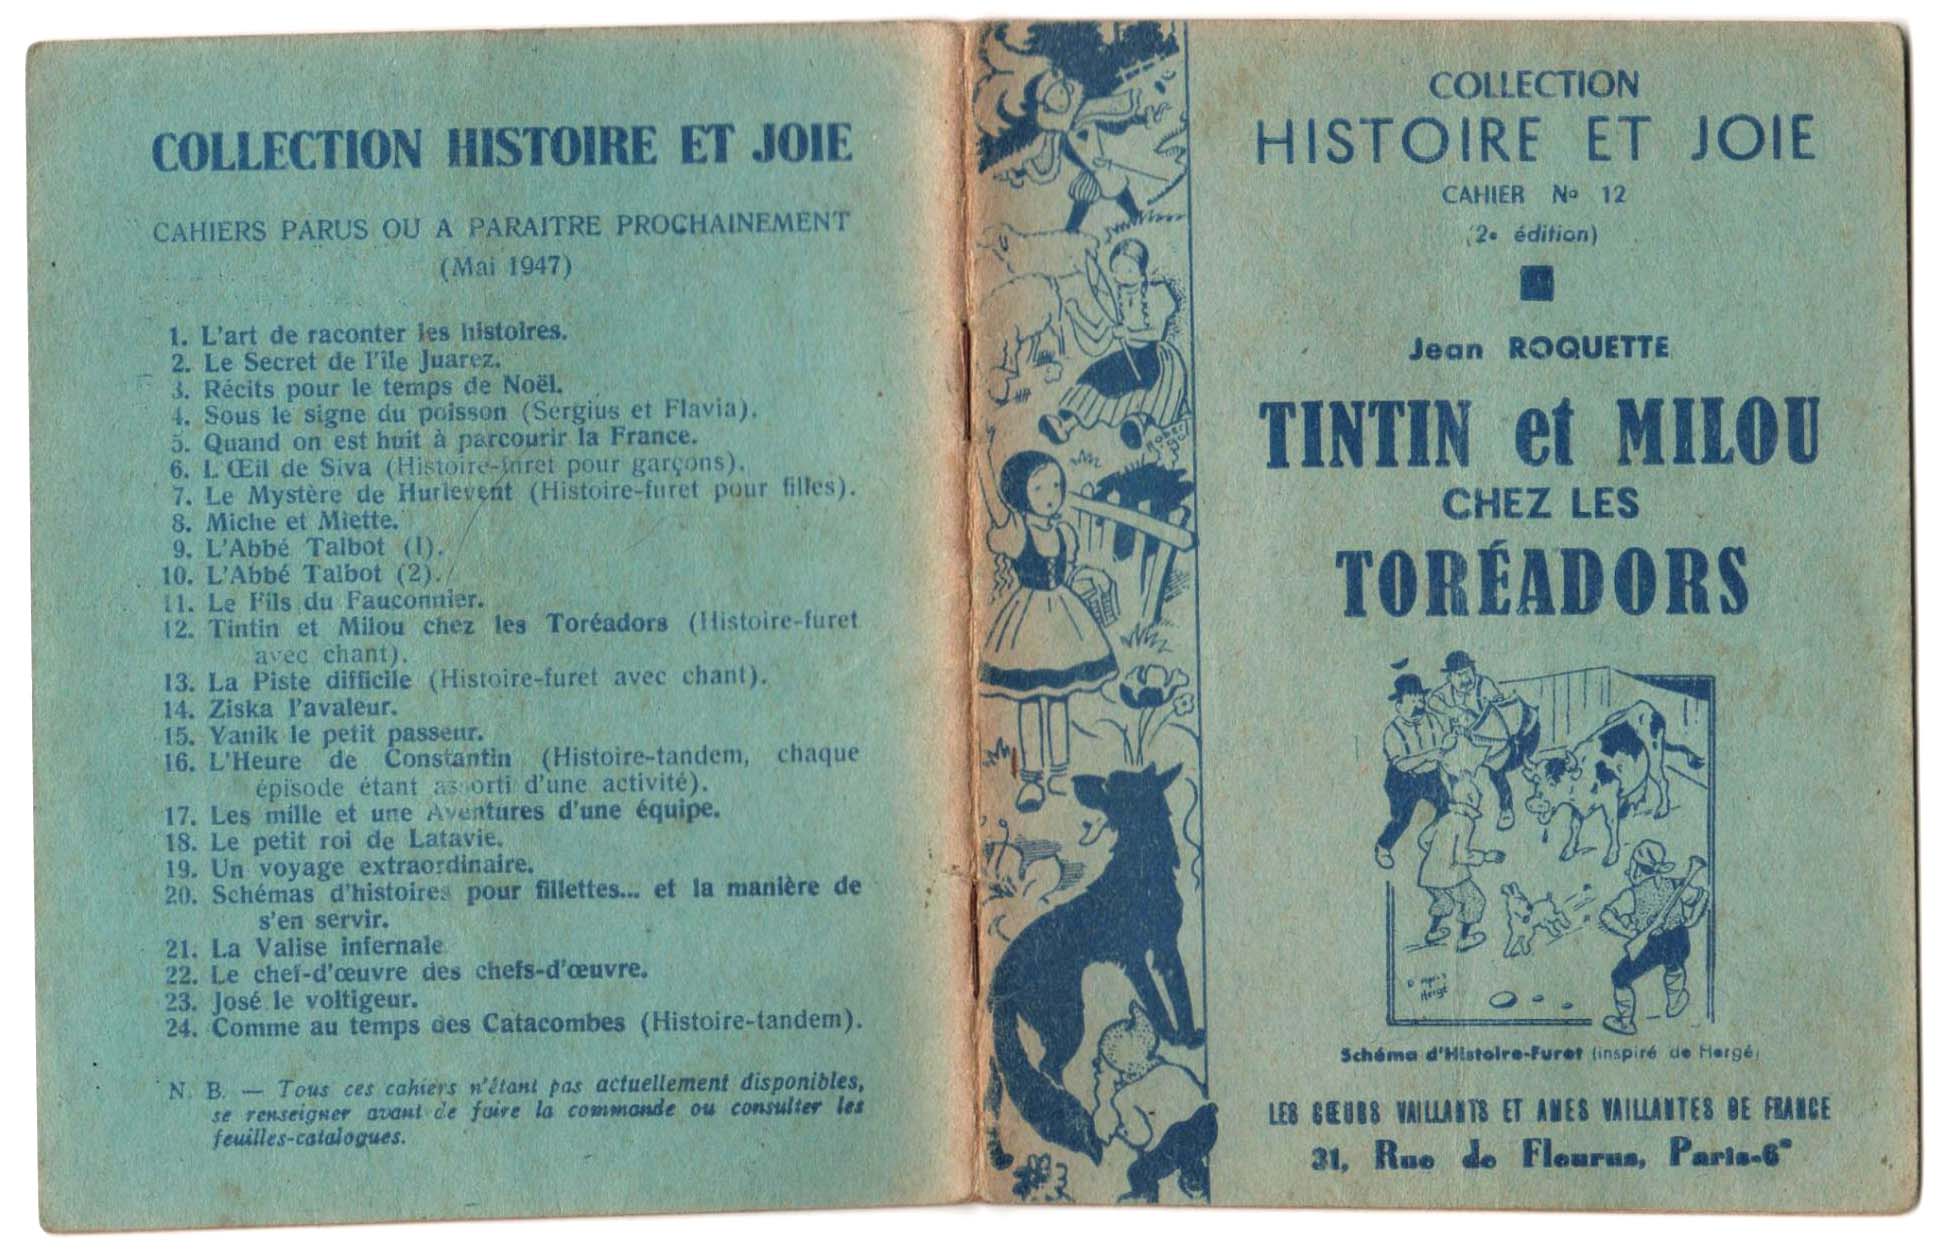 COLLECTION HISTOIRE ET JOIE
CAHIERS PARUS OU A PARAITRE PROCHAINEMENT
(Mai 1947)
1. L'art de raconter les histoires.
2. Le Secret de l'île Juarez.
3. Récits pour le temps de Noël.
4. Sous le signe du poisson (Sergius et Flavia).
5. Quand on est huit à parcourir la France.
6. L'Œil de Siva (Histoire-furet pour garçons).
7. Le Mystère de Hurlevent (Histoire-furet pour filles).
8. Miche et Miette.
9. L'Abbé Talbot (1).
10. L'Abbé Talbot (2).
11. Le Fils du Fauconnier.
12. Tintin et Milou chez les Toréadors (Histoire-furet
avec chant).
13. La Piste difficile (Histoire-furet avec chant).
14. Ziska l'avaleur.
15. Yanik le petit passeur.
16. L'Heure de Constantin (Histoire-tandem, chaque
épisode étant assorti d'une activité).
17. Les mille et une Aventures d'une équipe.
18. Le petit roi de Latavie.
19. Un voyage extraordinaire.
20. Schémas d'histoires pour fillettes... et la manière de
s'en servir.
21. La Valise infernale
22. Le chef-d'œuvre des chefs-d'œuvre.
23. José le voltigeur.
24. Comme au temps des Catacombes (Histoire-tandem).
N. B. — Tous ces cahiers n'étant pas actuellement disponibles,
se renseigner avant de faire la commande ou consulter les
feuilles-catalogues.
COLLECTION
HISTOIRE ET JOIE
CAHIER No 12
(2e édition)
Jean ROQUETTE
TINTIN et MILOU
CHEZ LES
TORÉADORS
d'après
Hergé
Schéma d'Histoire-Furet (inspiré de Hergé)
LES CŒURS VAILLANTS ET AMES VAILLANTES DE FRANCE
31, Rue de Fleurus, Paris-6e